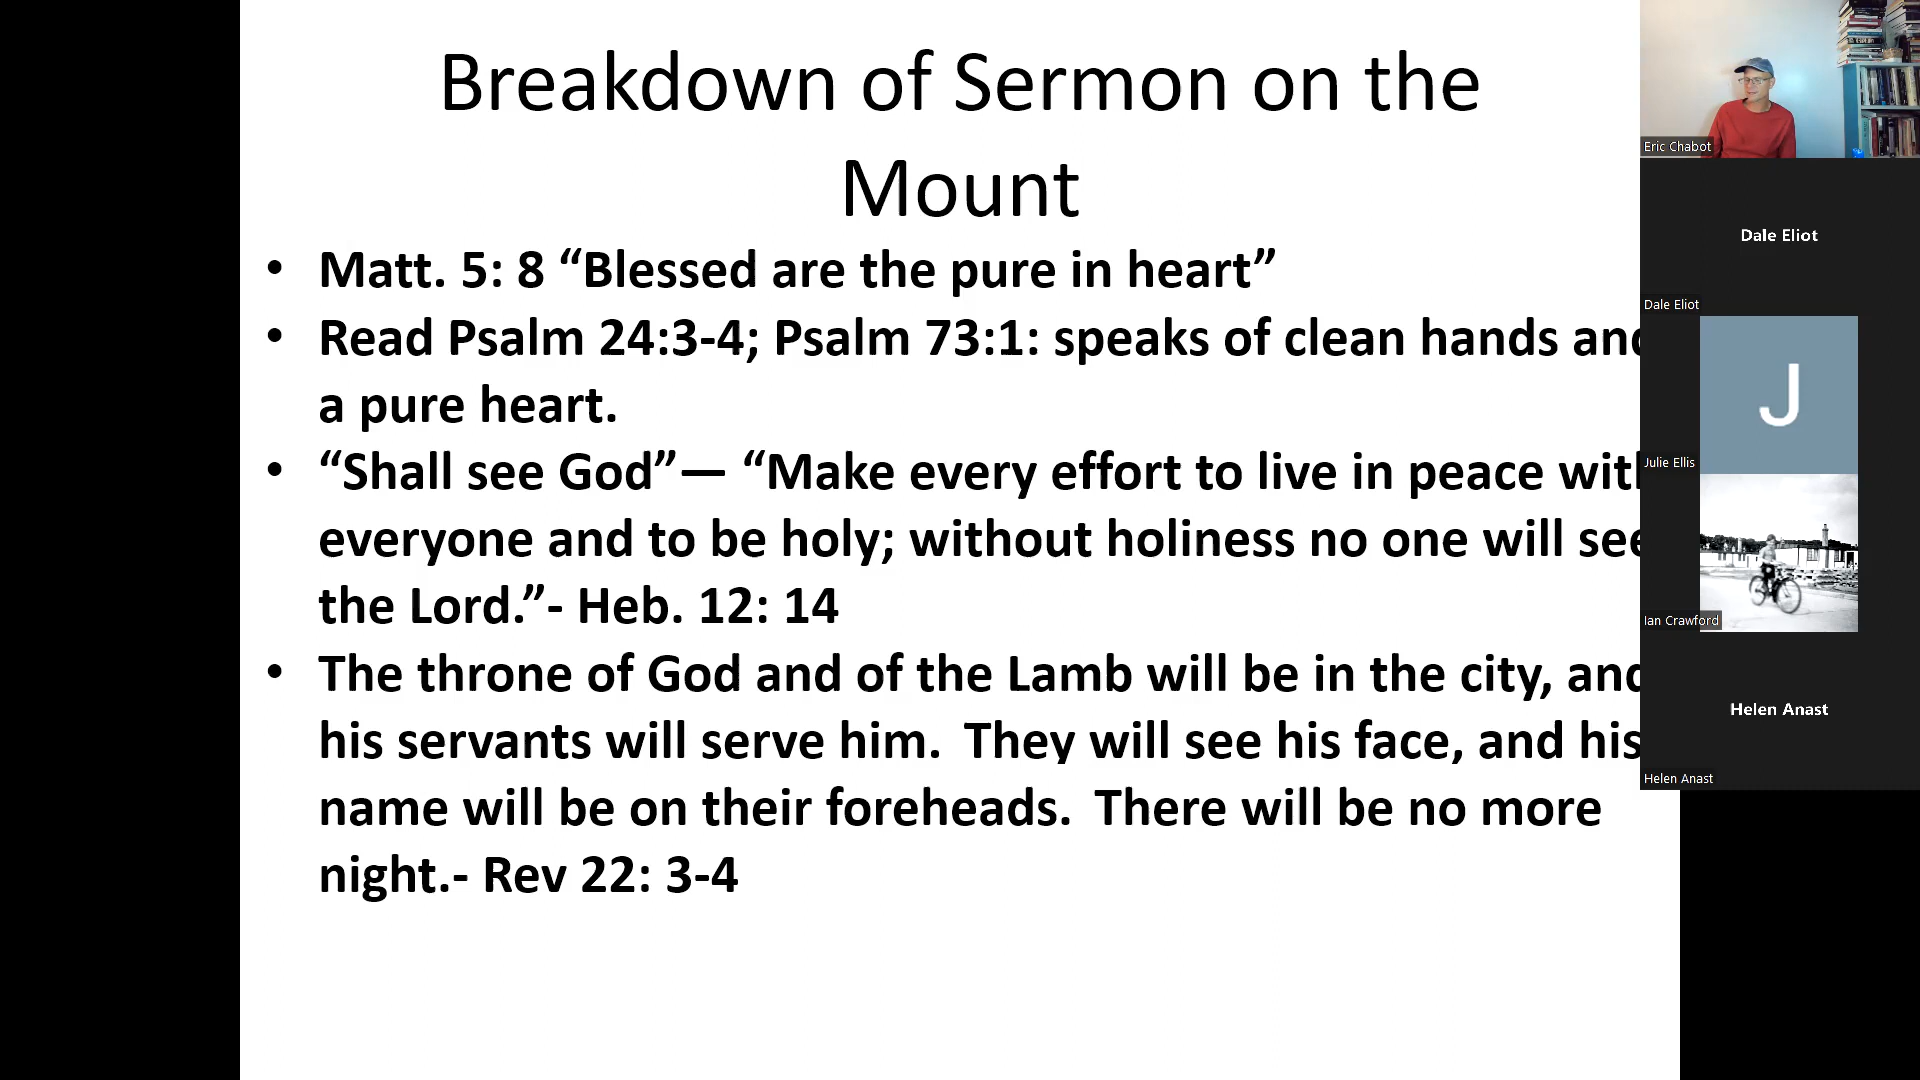 Breakdown of Sermon on the
Mount
• Matt. 5: 8 “Blessed are the pure in heart”
• Read Psalm 24:3-4; Psalm 73:1: speaks of clean hands and
a pure heart.
• “Shall see God”— “Make every effort to live in peace with
everyone and to be holy; without holiness no one will see
the Lord.”- Heb. 12: 14
• The throne of God and of the Lamb will be in the city, and
his servants will serve him.  They will see his face, and his
name will be on their foreheads.  There will be no more
night.- Rev 22: 3-4
Eric Chabot
Dale Eliot
Dale Eliot
J
Julie Ellis
Ian Crawford
Helen Anast
Helen Anast